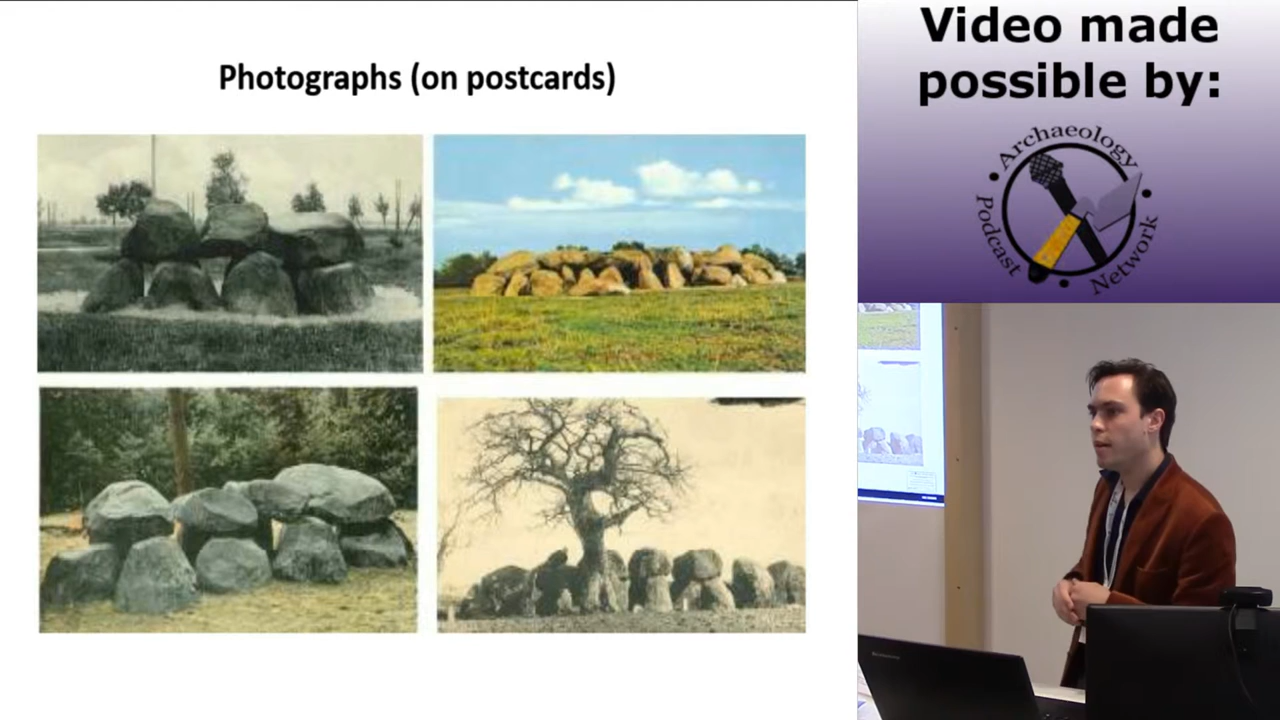 Photographs (on postcards)
Video made
possible by:
Archaeology
Podcast
Network